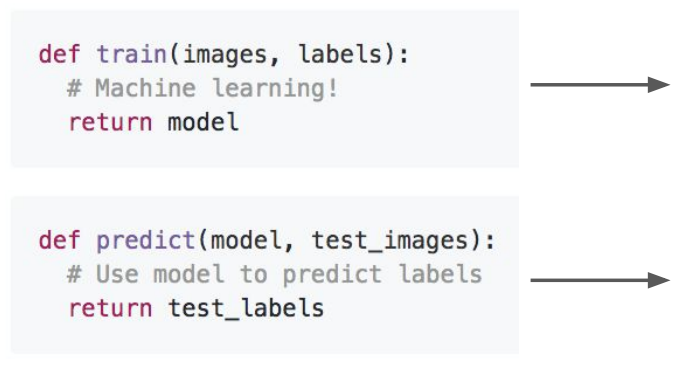 def train(images, labels):
# Machine learning!
return model
def predict(model, test_images):
# Use model to predict labels
return test_labels